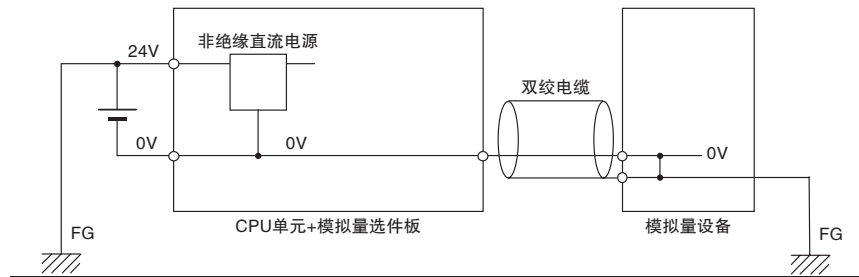 非绝缘直流电源
24V
双绞电缆
0V
0V
0V
CPU单元+模拟量选件板
模拟量设备
FG
FG